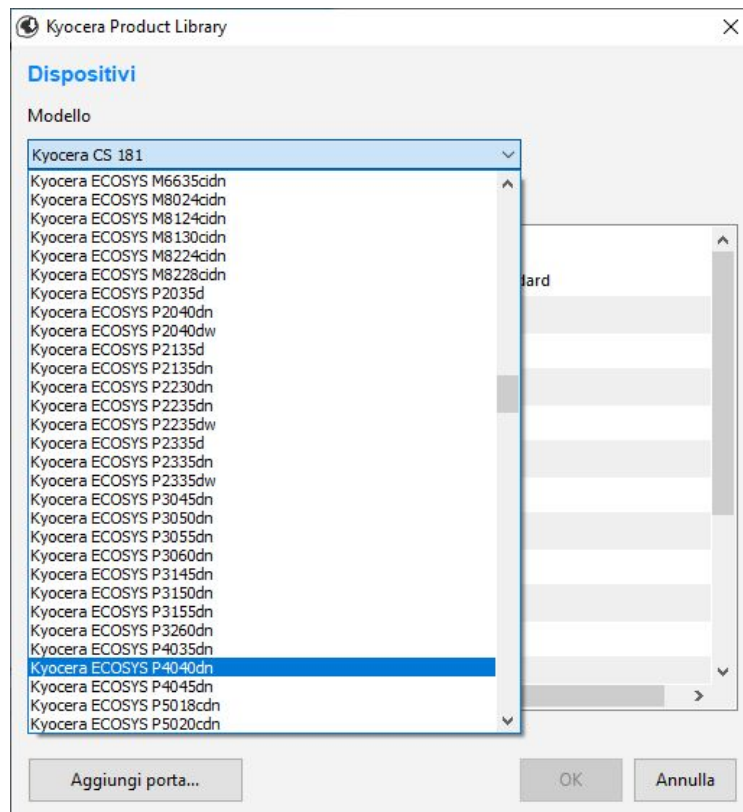 Kyocera Product Library
Dispositivi
Modello
Kyocera CS 181
Kyocera ECOSYS M6635cidn
Kyocera ECOSYS M8024cidn
Kyocera ECOSYS M8124cidn
Kyocera ECOSYS M8130cidn
Kyocera ECOSYS M8224cidn
Kyocera ECOSYS M8228cidn
Kyocera ECOSYS P2035d
Kyocera ECOSYS P2040dn
Kyocera ECOSYS P2040dw
Kyocera ECOSYS P2135d
Kyocera ECOSYS P2135dn
Kyocera ECOSYS P2230dn
Kyocera ECOSYS P2235dn
Kyocera ECOSYS P2235dw
Kyocera ECOSYS P2335d
Kyocera ECOSYS P2335dn
Kyocera ECOSYS P2335dw
Kyocera ECOSYS P3045dn
Kyocera ECOSYS P3050dn
Kyocera ECOSYS P3055dn
Kyocera ECOSYS P3060dn
Kyocera ECOSYS P3145dn
Kyocera ECOSYS P3150dn
Kyocera ECOSYS P3155dn
Kyocera ECOSYS P3260dn
Kyocera ECOSYS P4035dn
Kyocera ECOSYS P4040dn
Kyocera ECOSYS P4045dn
Kyocera ECOSYS P5018cdn
Kyocera ECOSYS P5020cdn
Aggiungi porta...
OK
Annulla